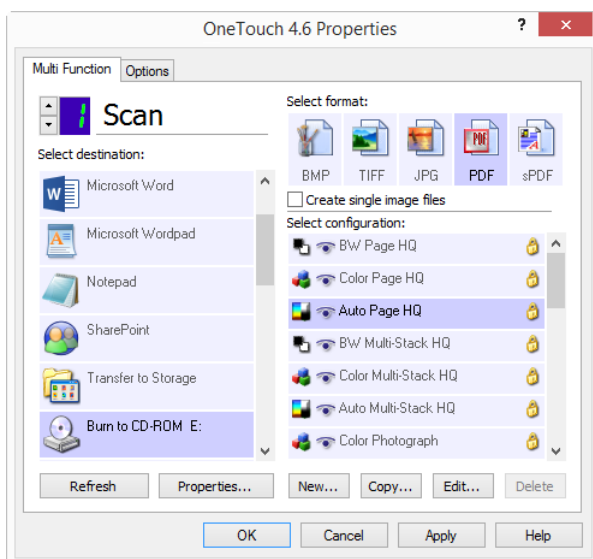 OneTouch 4.6 Properties
?
×
Multi Function
Options
1
Scan
Select destination:
W
Microsoft Word
A
Microsoft Wordpad
Notepad
SharePoint
Transfer to Storage
Burn to CD-ROM E:
Refresh
Properties...
Select format:
PDF
A
BMP
TIFF
JPG
PDF
sPDF
Create single image files
Select configuration:
BW Page HQ
Color Page HQ
Auto Page HQ
BW Multi-Stack HQ
Color Multi-Stack HQ
Auto Multi-Stack HQ
Color Photograph
New...
Copy...
Edit...
Delete
OK
Cancel
Apply
Help